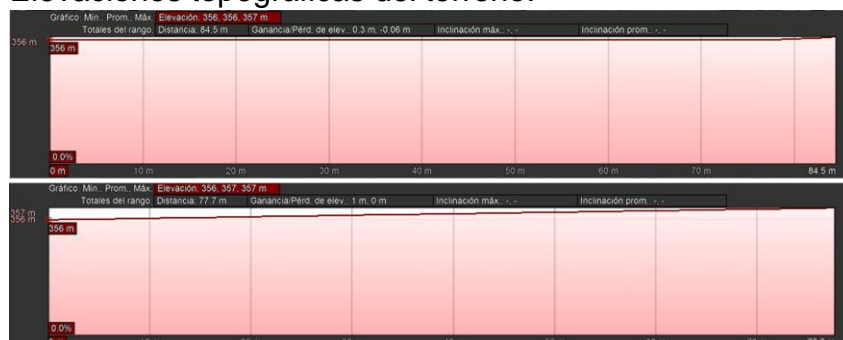 Elevaciones topográficas del terreno.
Gráfico: Min., Prom., Máx. Elevación: 356, 356, 357 m
Totales del rango: Distancia: 84.5 m Ganancia/Pérd. de elev.: 0.3 m, -0.06 m Inclinación máx.: -, - Inclinación prom.: -, -
356 m
356 m
0.0%
0 m 10 m 20 m 30 m 40 m 50 m 60 m 70 m 84.5 m
Gráfico: Min., Prom., Máx. Elevación: 356, 357, 357 m
Totales del rango: Distancia: 77.7 m Ganancia/Pérd. de elev.: 1 m, 0 m Inclinación máx.: -, - Inclinación prom.: -, -
357 m
356 m
356 m
0.0%